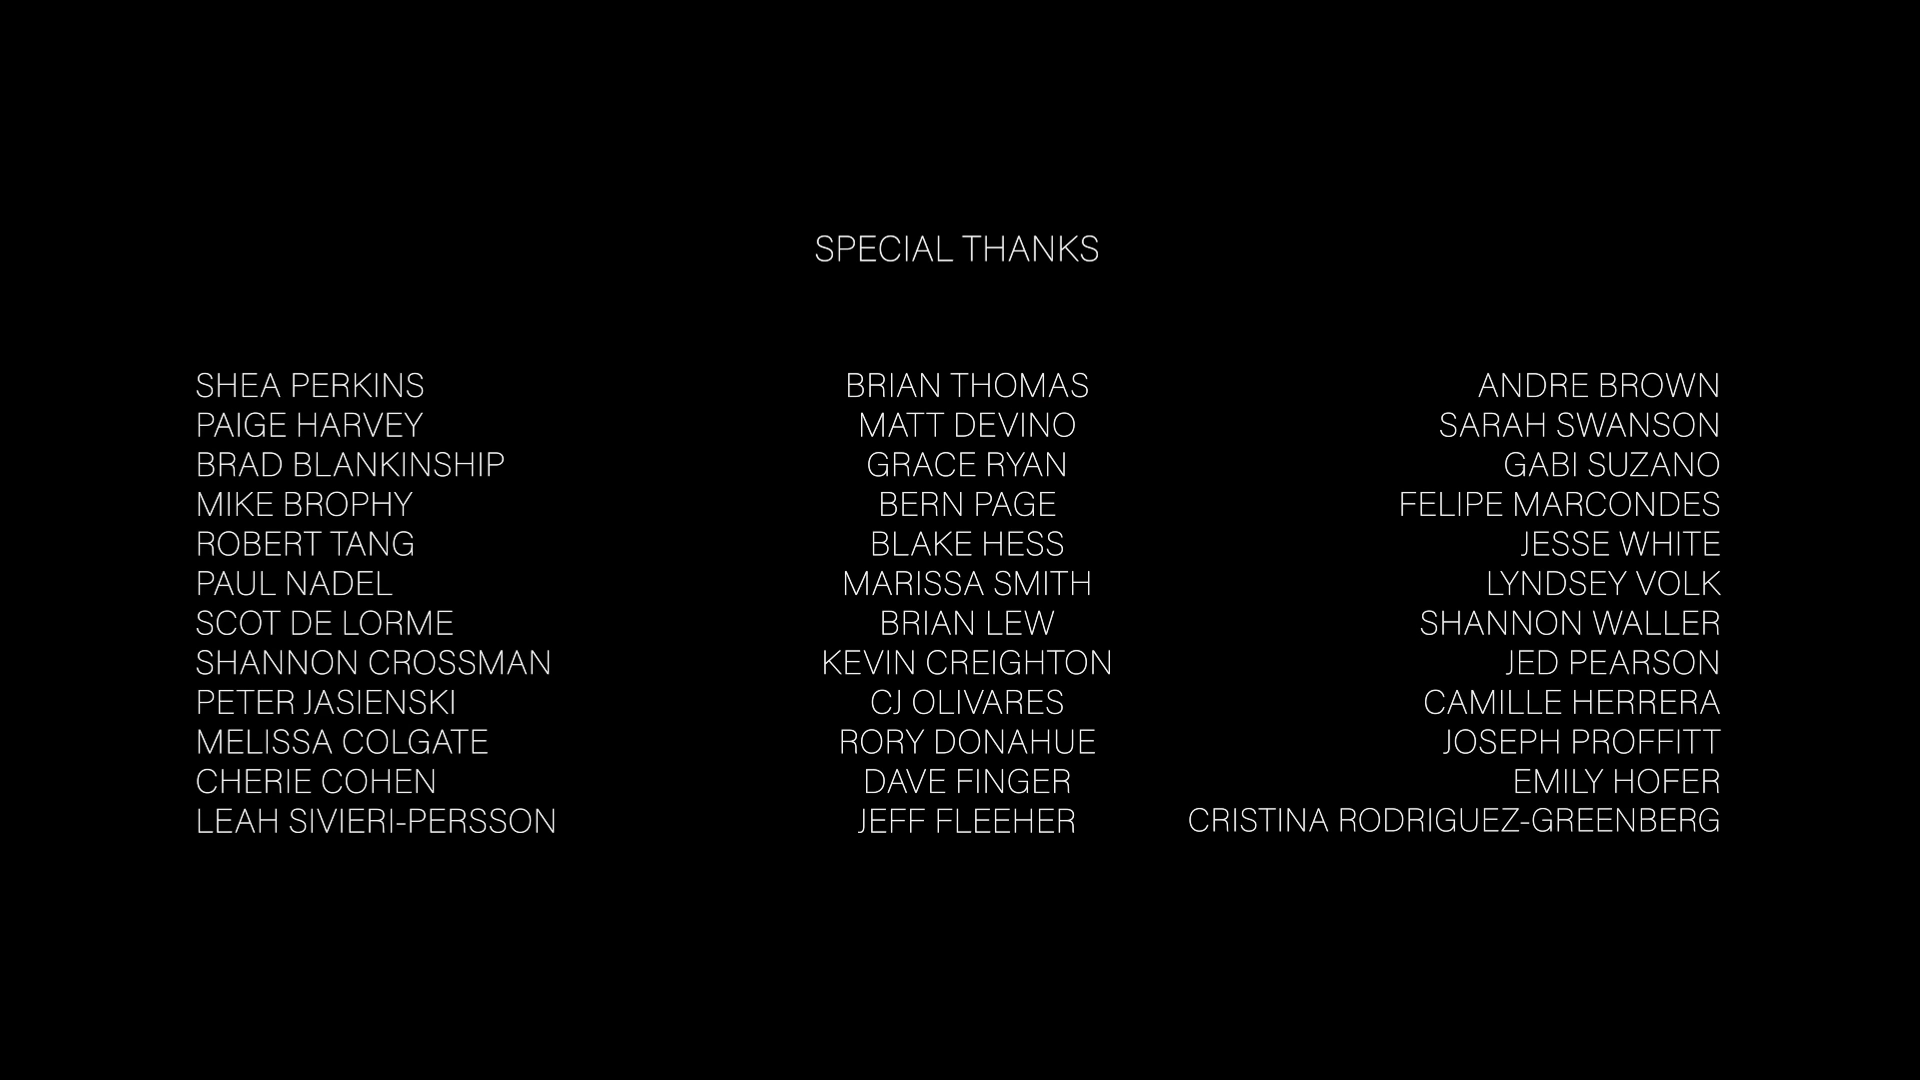 SPECIAL THANKS
SHEA PERKINS
PAIGE HARVEY
BRAD BLANKINSHIP
MIKE BROPHY
ROBERT TANG
PAUL NADEL
SCOT DE LORME
SHANNON CROSSMAN
PETER JASIENSKI
MELISSA COLGATE
CHERIE COHEN
LEAH SIVIERI-PERSSON
BRIAN THOMAS
MATT DEVINO
GRACE RYAN
BERN PAGE
BLAKE HESS
MARISSA SMITH
BRIAN LEW
KEVIN CREIGHTON
CJ OLIVARES
RORY DONAHUE
DAVE FINGER
JEFF FLEEHER
ANDRE BROWN
SARAH SWANSON
GABI SUZANO
FELIPE MARCONDES
JESSE WHITE
LYNDSEY VOLK
SHANNON WALLER
JED PEARSON
CAMILLE HERRERA
JOSEPH PROFFITT
EMILY HOFER
CRISTINA RODRIGUEZ-GREENBERG